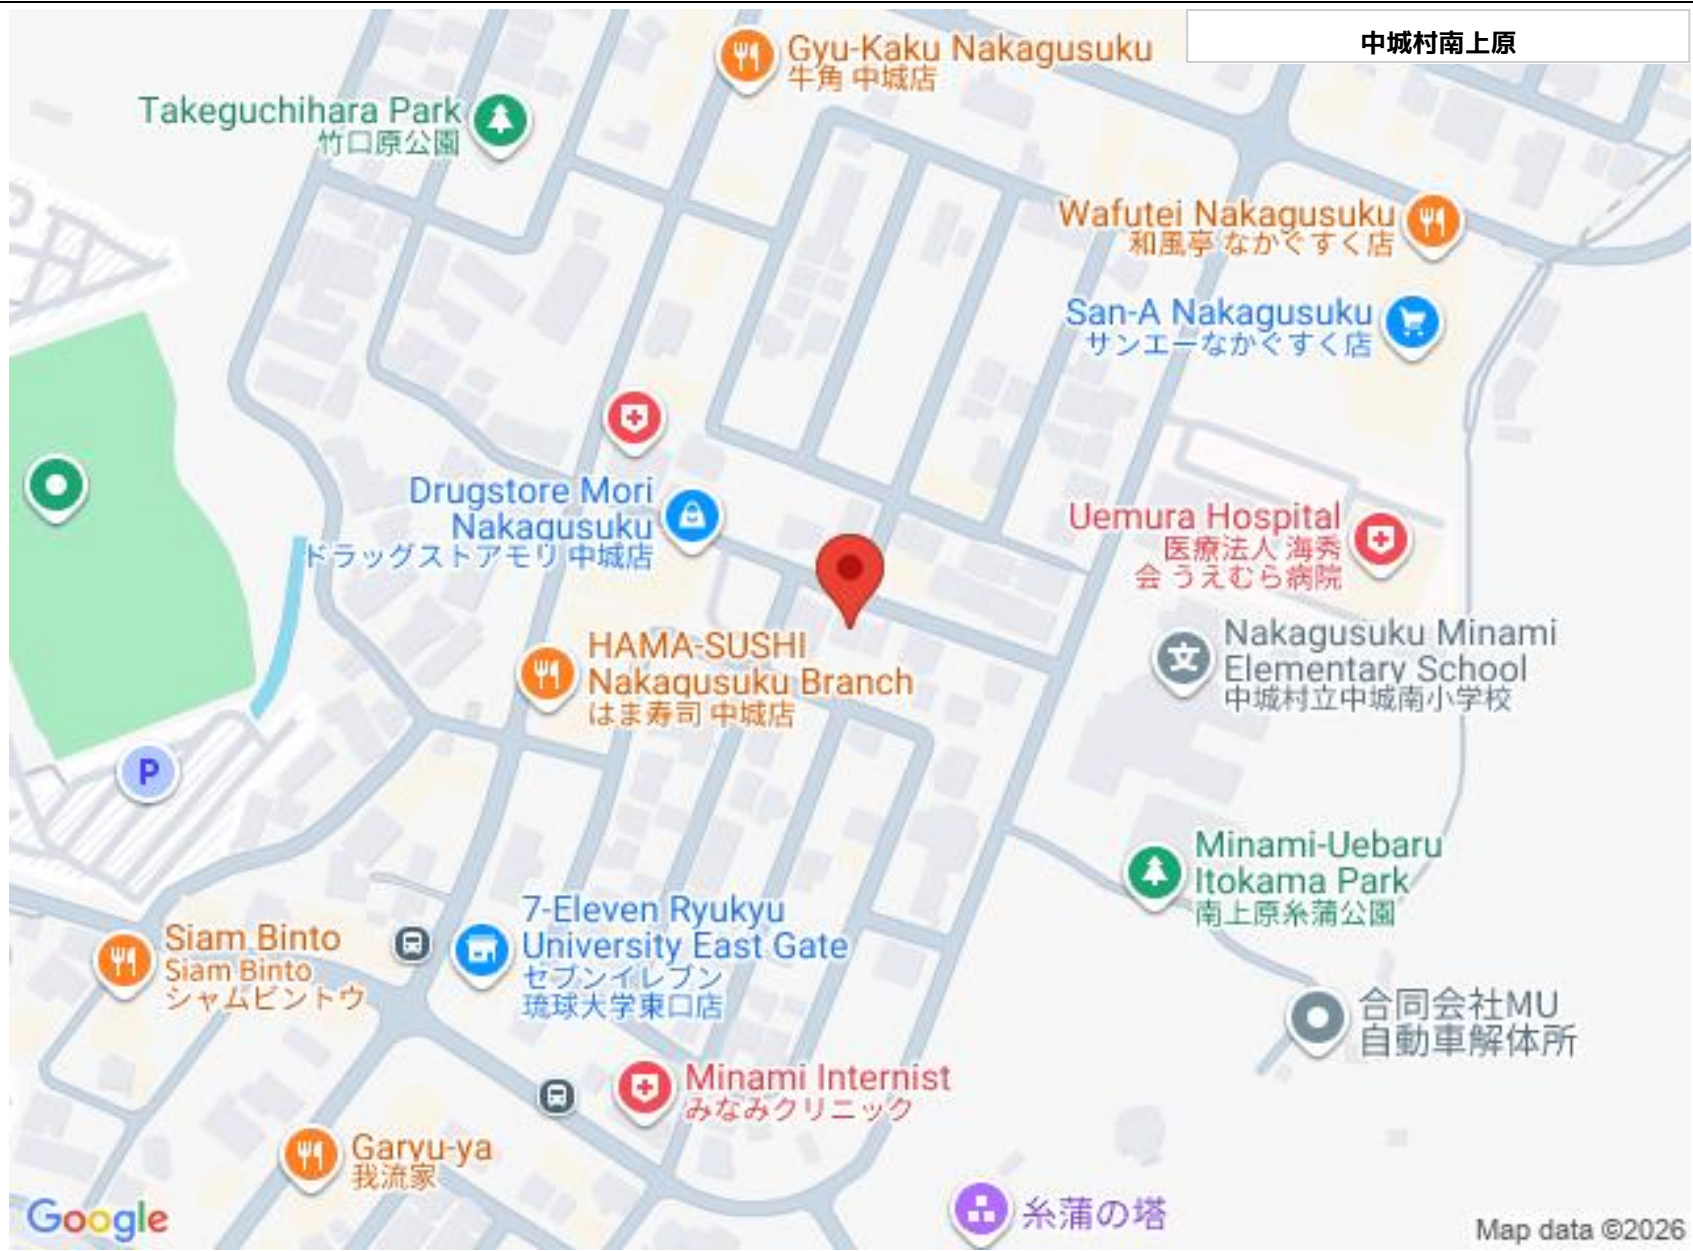 中城村南上原
Gyu-Kaku Nakagusuku
牛角 中城店
Takeguchihara Park
竹口原公園
Wafutei Nakagusuku
和風亭 なかぐすく店
San-A Nakagusuku
サンエーなかぐすく店
Drugstore Mori
Nakagusuku
ドラッグストアモリ 中城店
Uemura Hospital
医療法人 海秀
会 うえむら病院
HAMA-SUSHI
Nakagusuku Branch
はま寿司 中城店
文
Nakagusuku Minami
Elementary School
中城村立中城南小学校
P
Minami-Uebaru
Itokama Park
南上原糸蒲公園
7-Eleven Ryukyu
University East Gate
セブンイレブン
琉球大学東口店
Siam Binto
Siam Binto
シャムビントウ
合同会社MU
自動車解体所
Minami Internist
みなみクリニック
Garyu-ya
我流家
糸蒲の塔
Google
Map data ©2026